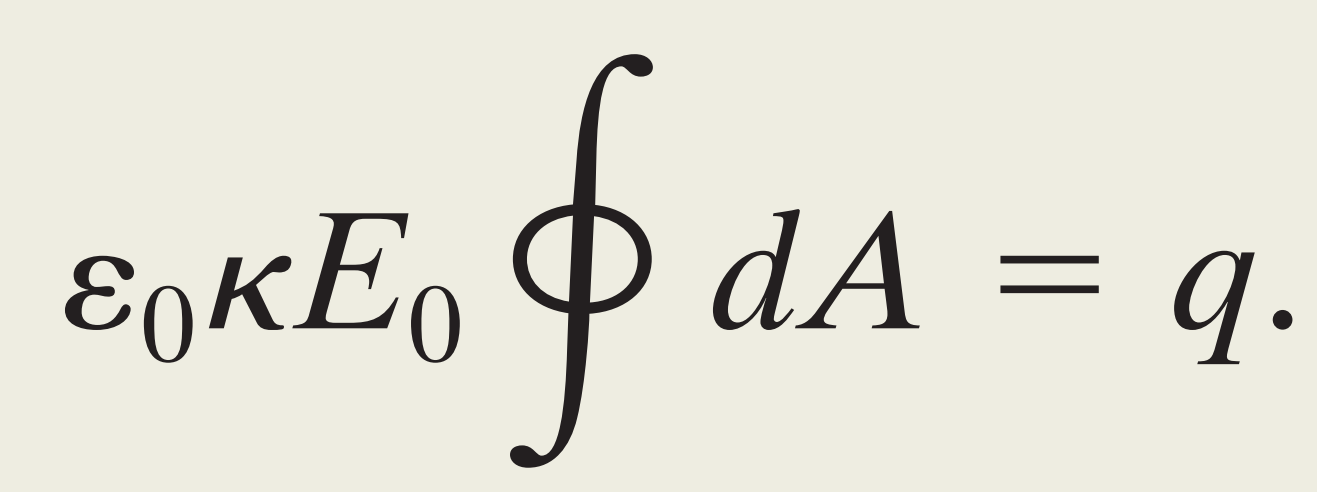 ε₀κE₀ ∮ dA = q.